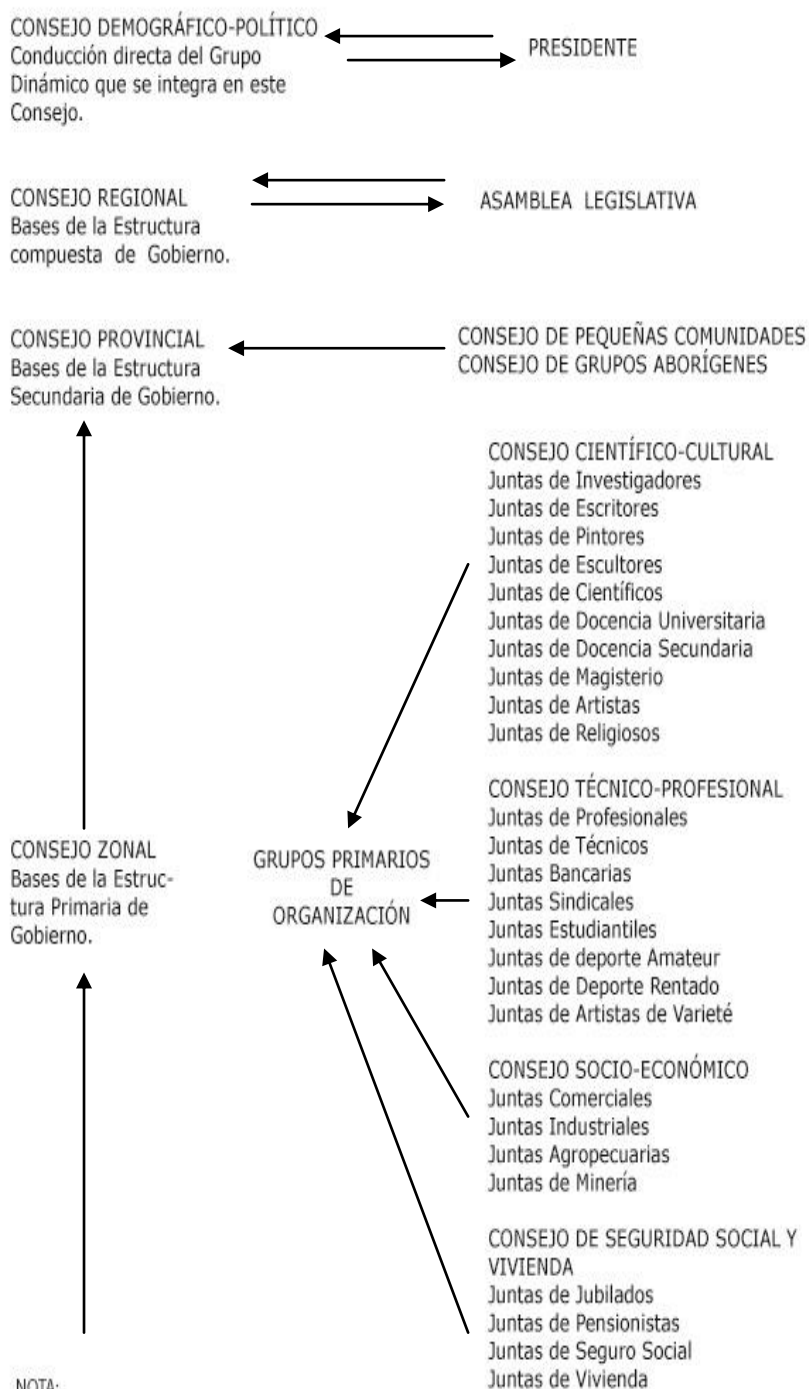 CONSEJO DEMOGRÁFICO-POLÍTICO
Conducción directa del Grupo
Dinámico que se integra en este
Consejo.
PRESIDENTE
CONSEJO REGIONAL
Bases de la Estructura
compuesta de Gobierno.
ASAMBLEA LEGISLATIVA
CONSEJO PROVINCIAL
Bases de la Estructura
Secundaria de Gobierno.
CONSEJO DE PEQUEÑAS COMUNIDADES
CONSEJO DE GRUPOS ABORÍGENES
CONSEJO CIENTÍFICO-CULTURAL
Juntas de Investigadores
Juntas de Escritores
Juntas de Pintores
Juntas de Escultores
Juntas de Científicos
Juntas de Docencia Universitaria
Juntas de Docencia Secundaria
Juntas de Magisterio
Juntas de Artistas
Juntas de Religiosos
CONSEJO ZONAL
Bases de la Estruc-
tura Primaria de
Gobierno.
GRUPOS PRIMARIOS
DE
ORGANIZACIÓN
CONSEJO TÉCNICO-PROFESIONAL
Juntas de Profesionales
Juntas de Técnicos
Juntas Bancarias
Juntas Sindicales
Juntas Estudiantiles
Juntas de deporte Amateur
Juntas de Deporte Rentado
Juntas de Artistas de Varieté
CONSEJO SOCIO-ECONÓMICO
Juntas Comerciales
Juntas Industriales
Juntas Agropecuarias
Juntas de Minería
CONSEJO DE SEGURIDAD SOCIAL Y
VIVIENDA
Juntas de Jubilados
Juntas de Pensionistas
Juntas de Seguro Social
Juntas de Vivienda
NOTA: